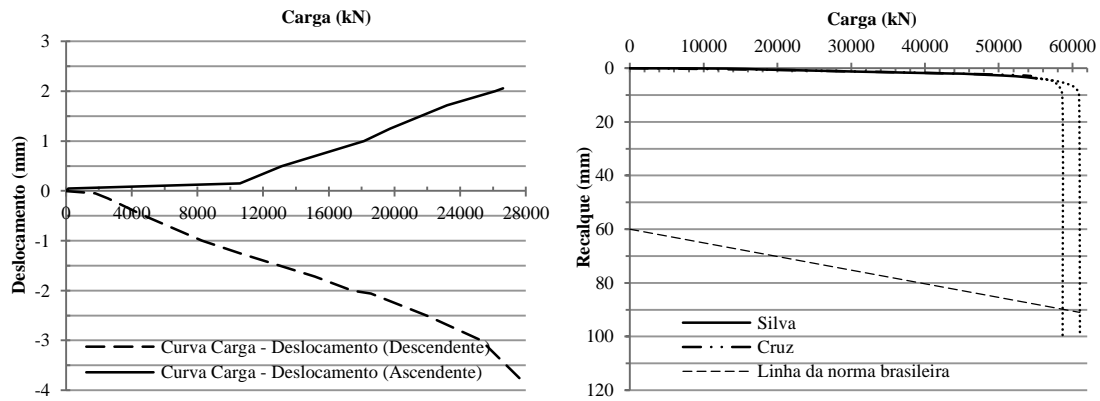 Carga (kN)
3
2
1
0
-1
-2
-3
-4
0 4000 8000 12000 16000 20000 24000 28000
Deslocamento (mm)
Curva Carga - Deslocamento (Descendente)
Curva Carga - Deslocamento (Ascendente)
Carga (kN)
0 10000 20000 30000 40000 50000 60000
0
20
40
60
80
100
120
Recalque (mm)
Silva
Cruz
Linha da norma brasileira